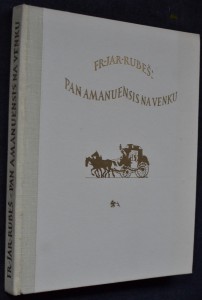 FR·JAR·RUBEŠ:
PAN AMANUENSIS NA VENKU
FR·JAR·RUBEŠ - PAN AMANUENSIS NA VENKU